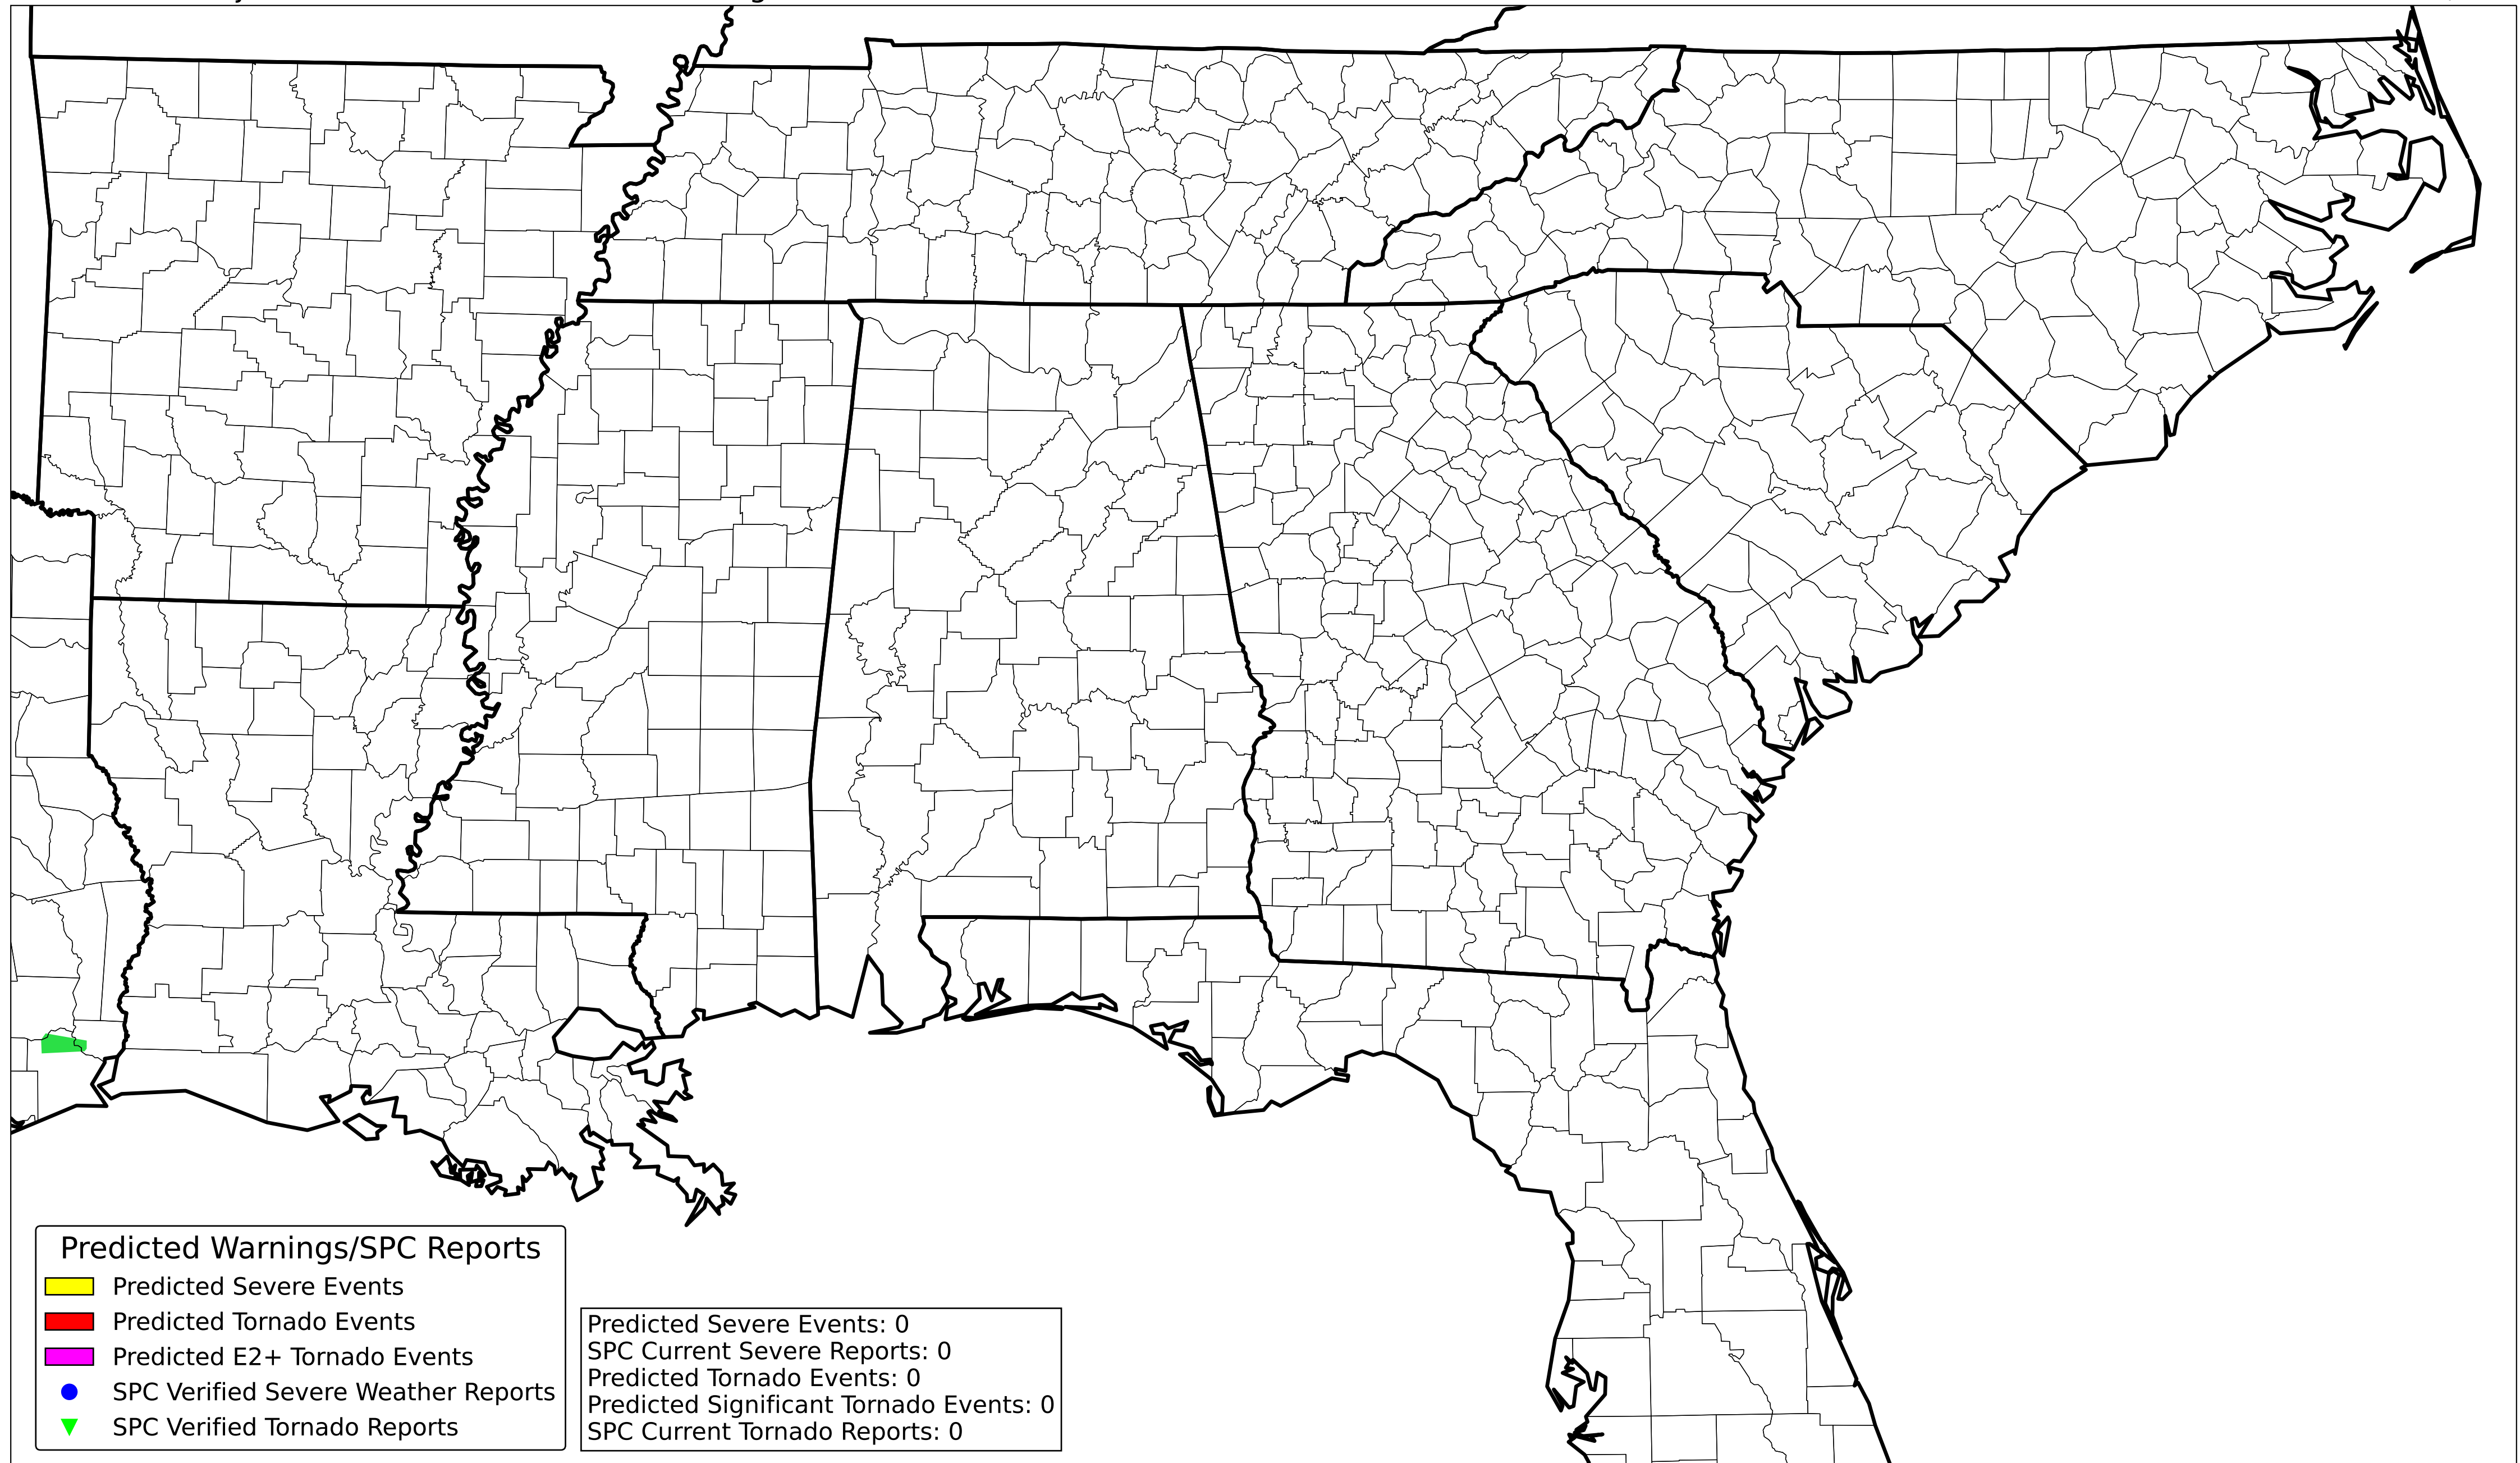 Predicted Warnings/SPC Reports
Predicted Severe Events
Predicted Tornado Events
Predicted E2+ Tornado Events
SPC Verified Severe Weather Reports
SPC Verified Tornado Reports
Predicted Severe Events: 0
SPC Current Severe Reports: 0
Predicted Tornado Events: 0
Predicted Significant Tornado Events: 0
SPC Current Tornado Reports: 0